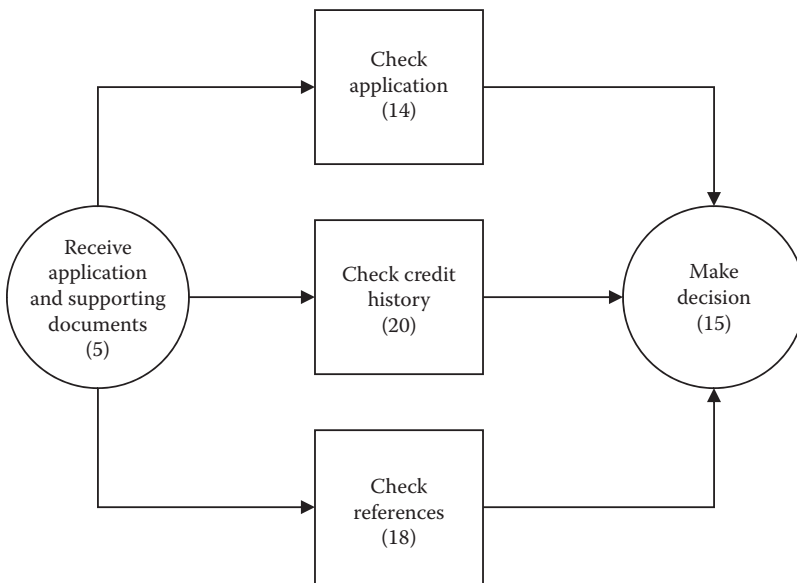 Check
application
(14)
Receive
application
and supporting
documents
(5)
Check credit
history
(20)
Make
decision
(15)
Check
references
(18)